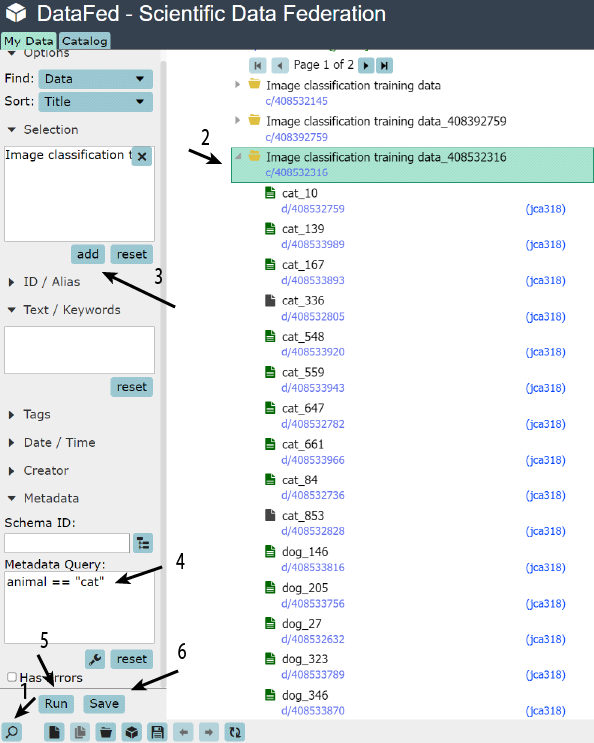 DataFed - Scientific Data Federation
My Data
Catalog
Options
Find:
Data
Sort:
Title
Selection
Image classification t
add
reset
3
ID / Alias
Text / Keywords
reset
Tags
Date / Time
Creator
Metadata
Schema ID:
Metadata Query:
animal == "cat"
4
reset
Has Errors
5
6
1
Run
Save
Page 1 of 2
Image classification training data
c/408532145
Image classification training data_408392759
c/408392759
2
Image classification training data_408532316
c/408532316
cat_10
d/408532759 (jca318)
cat_139
d/408533989 (jca318)
cat_167
d/408533893 (jca318)
cat_336
d/408532805 (jca318)
cat_548
d/408533920 (jca318)
cat_559
d/408533943 (jca318)
cat_647
d/408532782 (jca318)
cat_661
d/408533966 (jca318)
cat_84
d/408532736 (jca318)
cat_853
d/408532828 (jca318)
dog_146
d/408533816 (jca318)
dog_205
d/408533756 (jca318)
dog_27
d/408532632 (jca318)
dog_323
d/408533789 (jca318)
dog_346
d/408533870 (jca318)